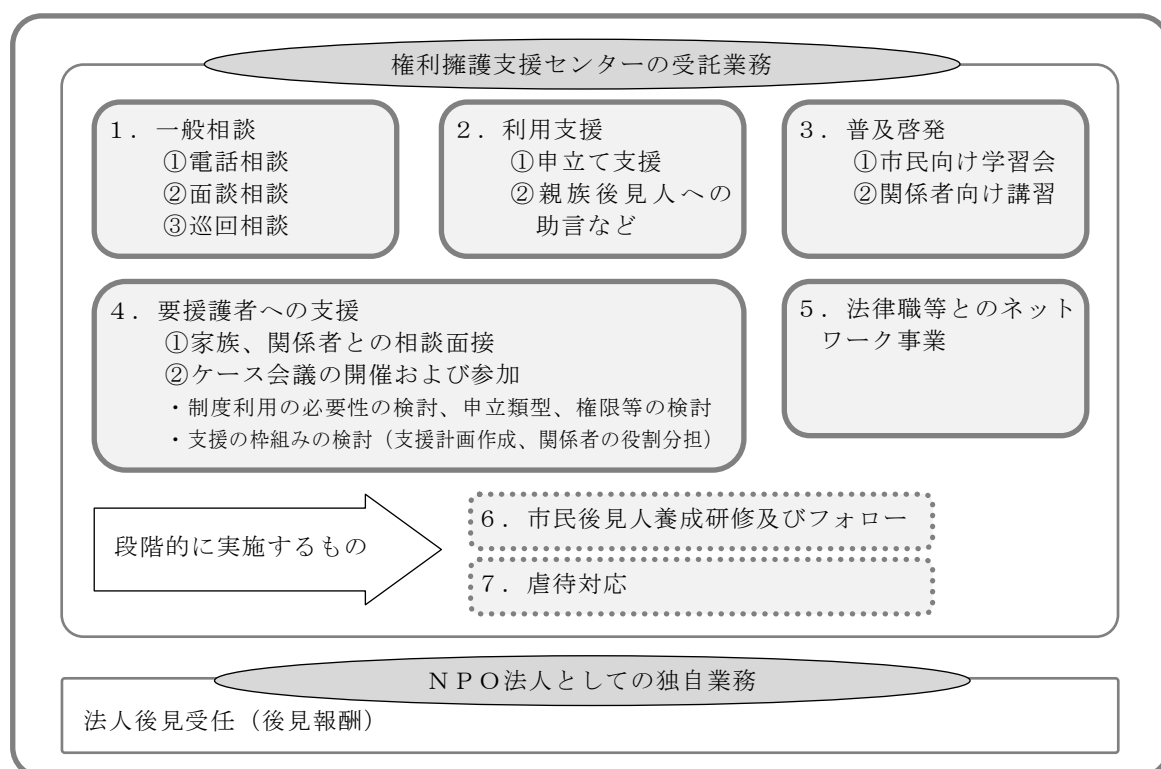 権利擁護支援センターの受託業務
１．一般相談
①電話相談
②面談相談
③巡回相談
２．利用支援
①申立て支援
②親族後見人への
助言など
３．普及啓発
①市民向け学習会
②関係者向け講習
４．要援護者への支援
①家族、関係者との相談面接
②ケース会議の開催および参加
・制度利用の必要性の検討、申立類型、権限等の検討
・支援の枠組みの検討（支援計画作成、関係者の役割分担）
５．法律職等とのネット
ワーク事業
段階的に実施するもの
６．市民後見人養成研修及びフォロー
７．虐待対応
ＮＰＯ法人としての独自業務
法人後見受任（後見報酬）